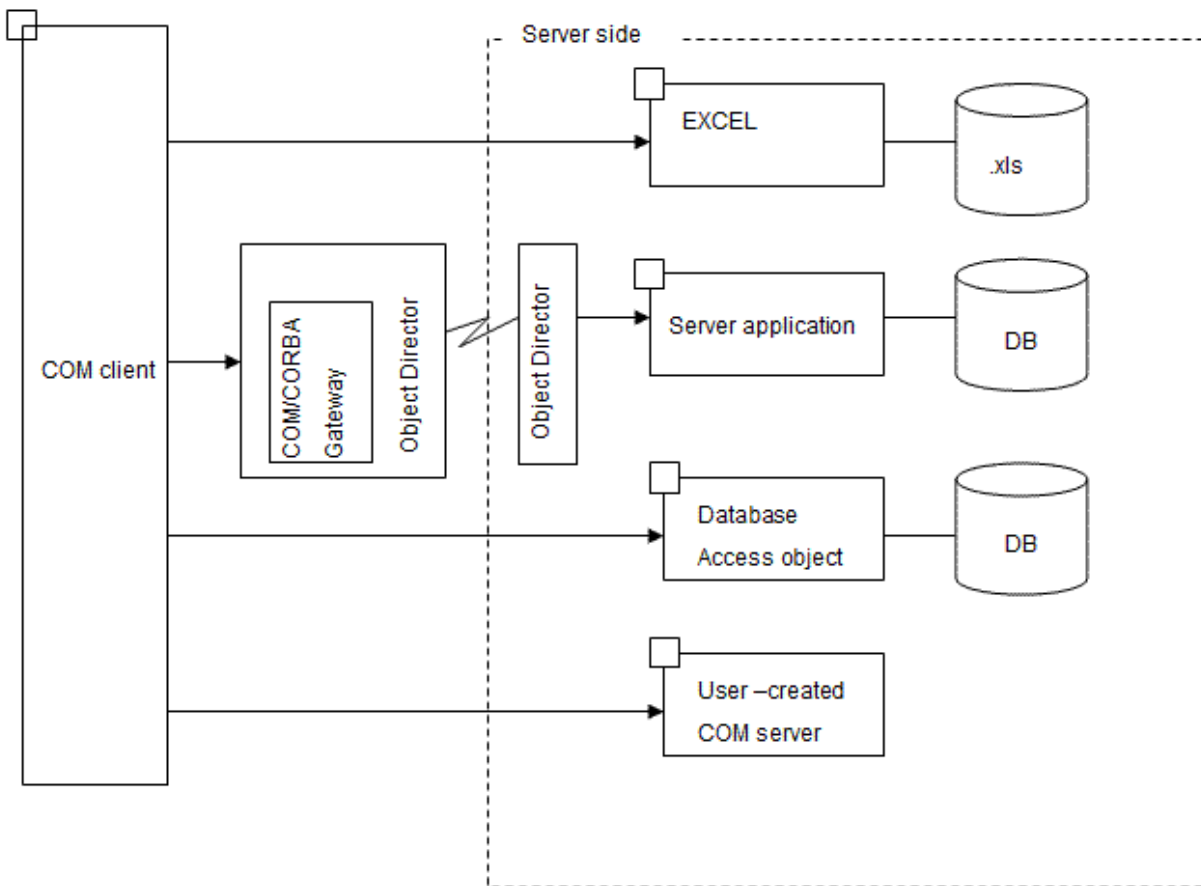 Server side
EXCEL
.xls
COM client
COM/CORBA
Gateway
Object Director
Object Director
Server application
DB
Database
Access object
DB
User –created
COM server